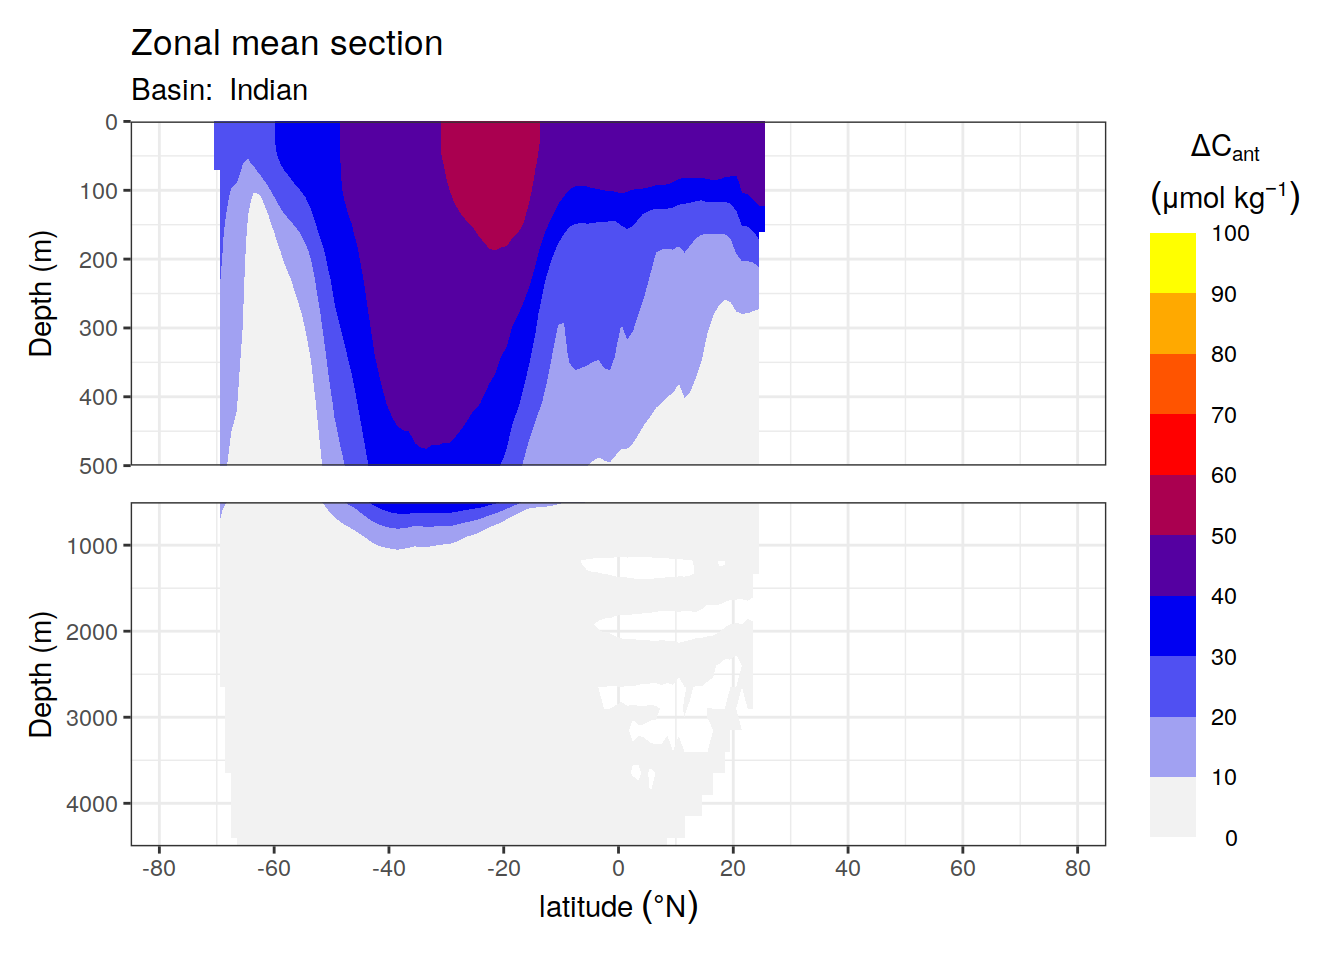 Zonal mean section
Basin:  Indian
0
100
200
300
400
500
Depth (m)
1000
2000
3000
4000
Depth (m)
-80 -60 -40 -20 0 20 40 60 80
latitude (°N)
ΔCant
(μmol kg⁻¹)
100
90
80
70
60
50
40
30
20
10
0